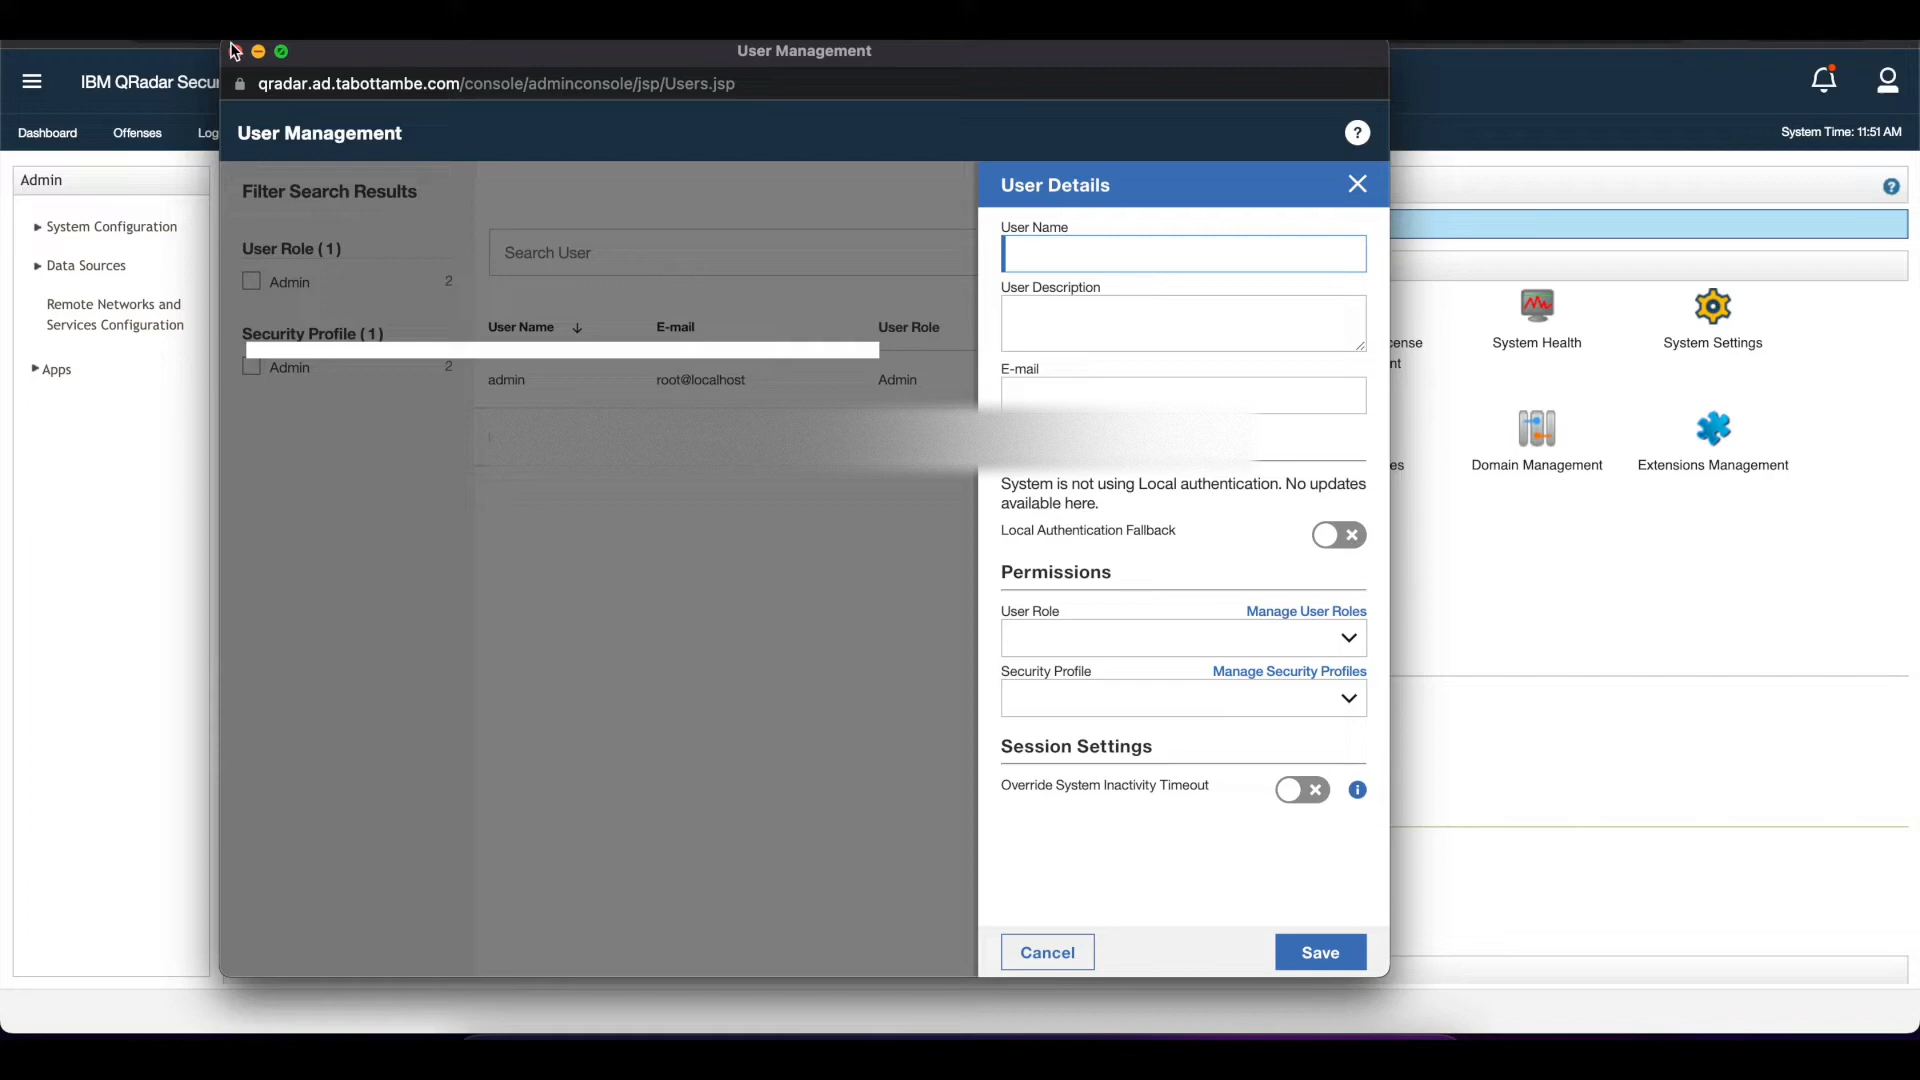 User Management
qradar.ad.tabottambe.com/console/adminconsole/jsp/Users.jsp
IBM QRadar Secu
Dashboard
Offenses
Log
System Time: 11:51 AM
User Management
?
Admin
System Configuration
Data Sources
Remote Networks and
Services Configuration
Apps
Filter Search Results
User Role (1)
Admin 2
Security Profile (1)
Admin 2
Search User
User Name E-mail User Role
admin root@localhost Admin
User Details
User Name
User Description
E-mail
System is not using Local authentication. No updates
available here.
Local Authentication Fallback
Permissions
User Role Manage User Roles
Security Profile Manage Security Profiles
Session Settings
Override System Inactivity Timeout
i
Cancel Save
?
cense
nt
System Health
System Settings
es
Domain Management
Extensions Management